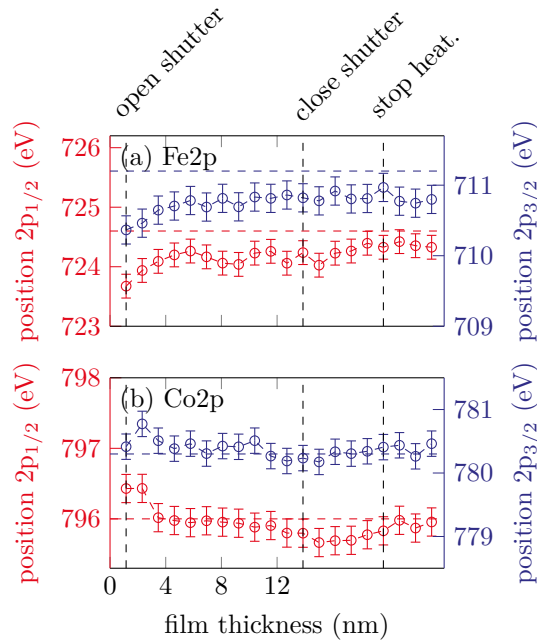 open shutter
close shutter
stop heat.
(a) Fe2p
position 2p1/2 (eV)
726
725
724
723
711
710
709
position 2p3/2 (eV)
(b) Co2p
position 2p1/2 (eV)
798
797
796
781
780
779
position 2p3/2 (eV)
0 4 8 12
film thickness (nm)